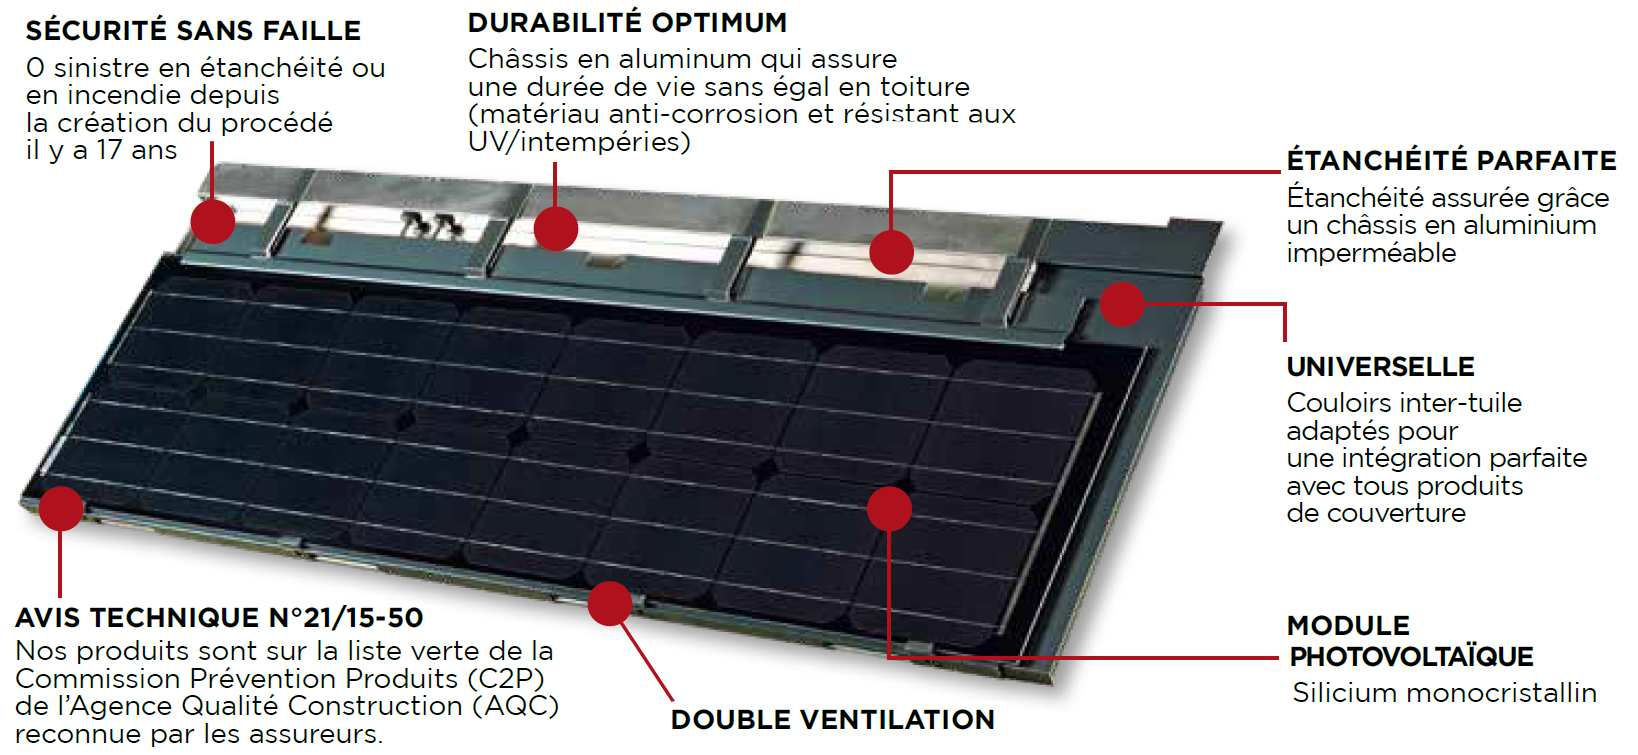 SÉCURITÉ SANS FAILLE
0 sinistre en étanchéité ou
en incendie depuis
la création du procédé
il y a 17 ans
DURABILITÉ OPTIMUM
Châssis en aluminum qui assure
une durée de vie sans égal en toiture
(matériau anti-corrosion et résistant aux
UV/intempéries)
ÉTANCHÉITÉ PARFAITE
Étanchéité assurée grâce
un châssis en aluminium
imperméable
UNIVERSELLE
Couloirs inter-tuile
adaptés pour
une intégration parfaite
avec tous produits
de couverture
AVIS TECHNIQUE N°21/15-50
Nos produits sont sur la liste verte de la
Commission Prévention Produits (C2P)
de l'Agence Qualité Construction (AQC)
reconnue par les assureurs.
DOUBLE VENTILATION
MODULE
PHOTOVOLTAÏQUE
Silicium monocristallin